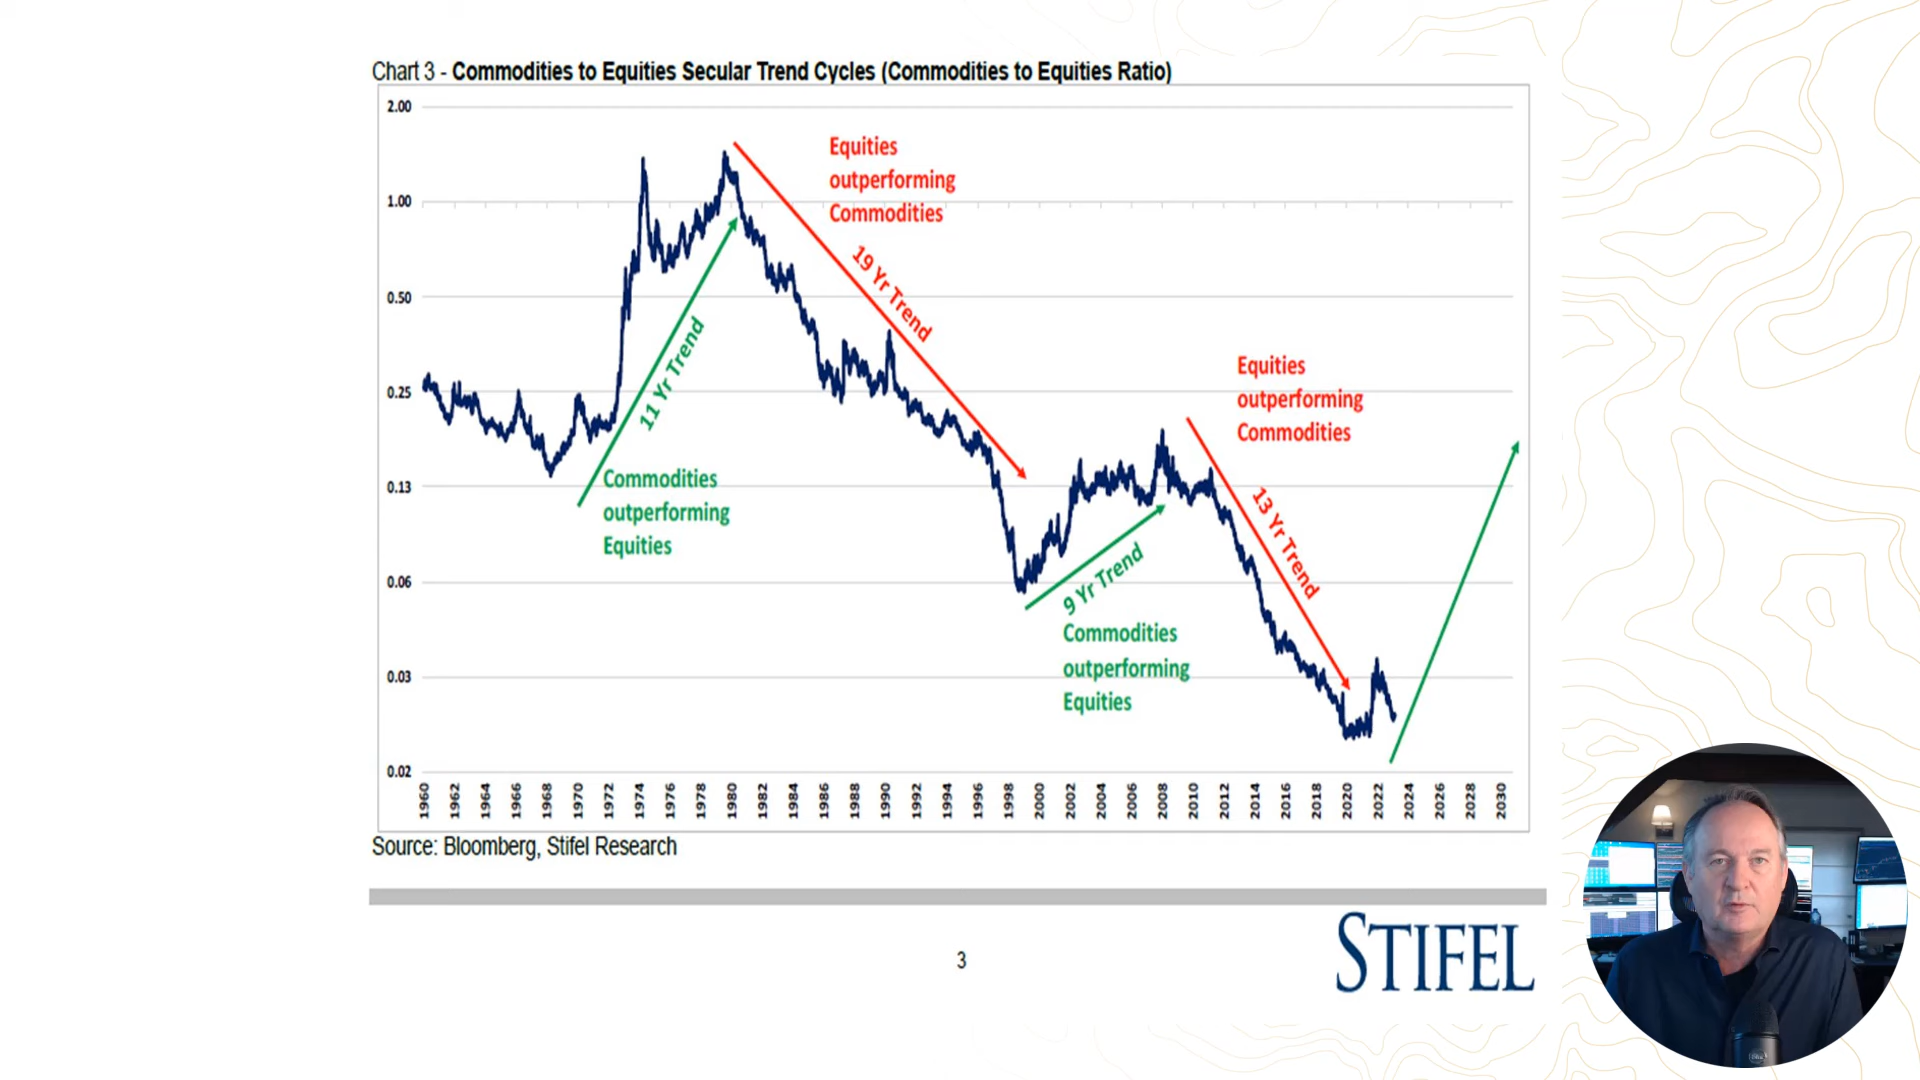 Chart 3 - Commodities to Equities Secular Trend Cycles (Commodities to Equities Ratio)
2.00
1.00
0.50
0.25
0.13
0.06
0.03
0.02
Equities
outperforming
Commodities
19 Yr Trend
11 Yr Trend
Commodities
outperforming
Equities
Equities
outperforming
Commodities
13 Yr Trend
9 Yr Trend
Commodities
outperforming
Equities
1960 1962 1964 1966 1968 1970 1972 1974 1976 1978 1980 1982 1984 1986 1988 1990 1992 1994 1996 1998 2000 2002 2004 2006 2008 2010 2012 2014 2016 2018 2020 2022 2024 2026 2028 2030
Source: Bloomberg, Stifel Research
3
STIFEL